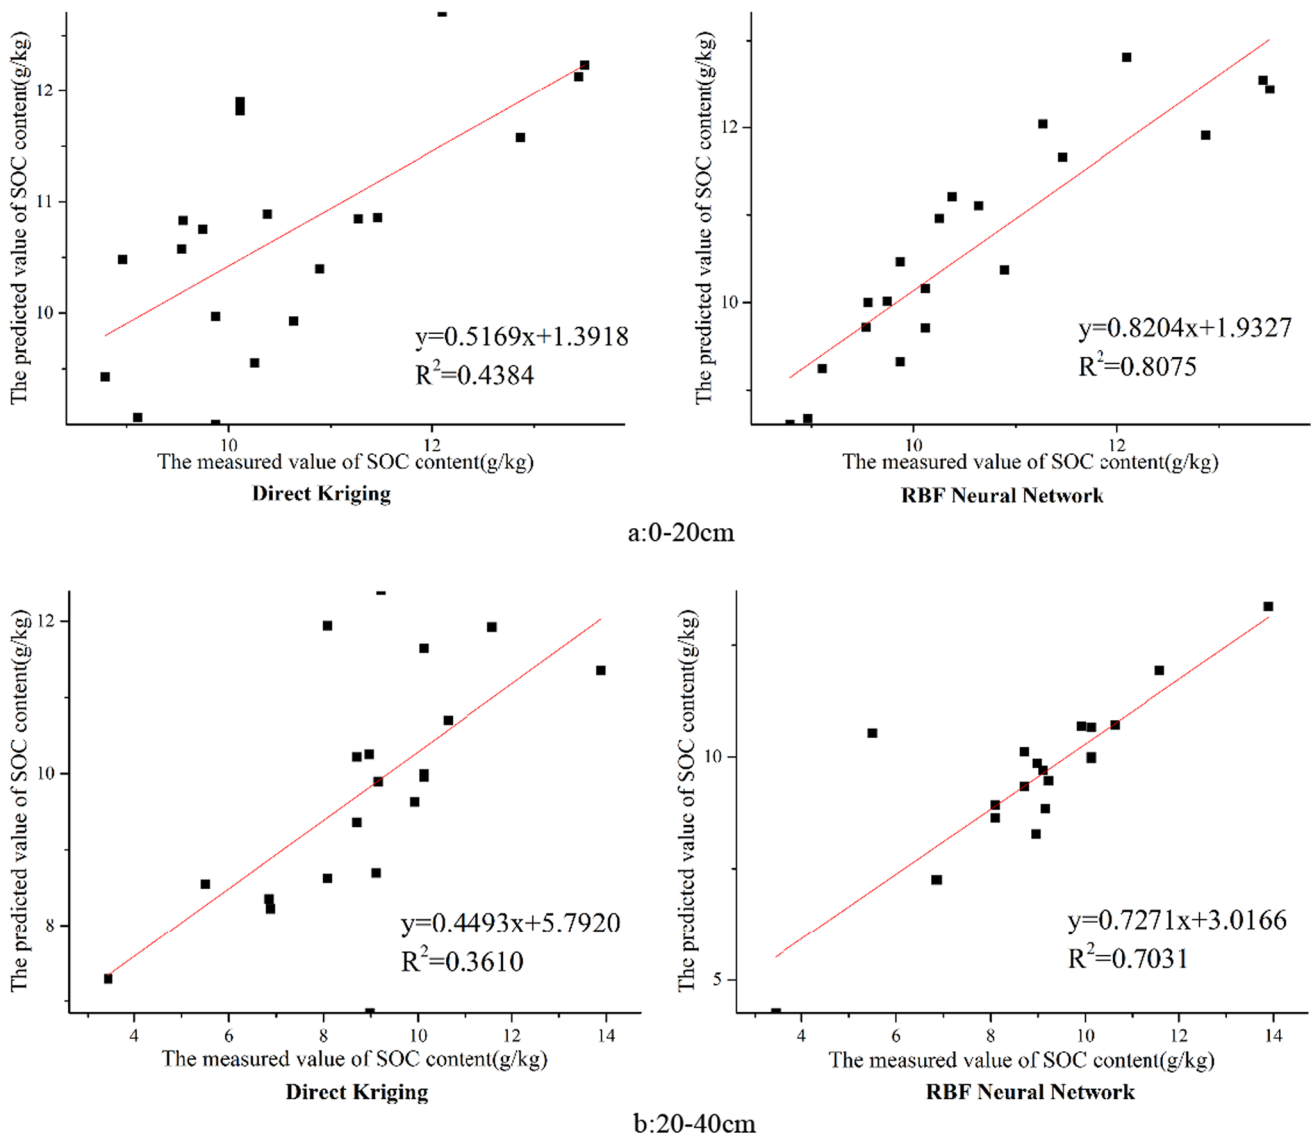 The predicted value of SOC content(g/kg)
12
11
10
y=0.5169x+1.3918
R²=0.4384
10 12
The measured value of SOC content(g/kg)
Direct Kriging
The predicted value of SOC content(g/kg)
12
10
y=0.8204x+1.9327
R²=0.8075
10 12
The measured value of SOC content(g/kg)
RBF Neural Network
a:0-20cm
The predicted value of SOC content(g/kg)
12
10
8
y=0.4493x+5.7920
R²=0.3610
4 6 8 10 12 14
The measured value of SOC content(g/kg)
Direct Kriging
The predicted value of SOC content(g/kg)
10
5
y=0.7271x+3.0166
R²=0.7031
4 6 8 10 12 14
The measured value of SOC content(g/kg)
RBF Neural Network
b:20-40cm